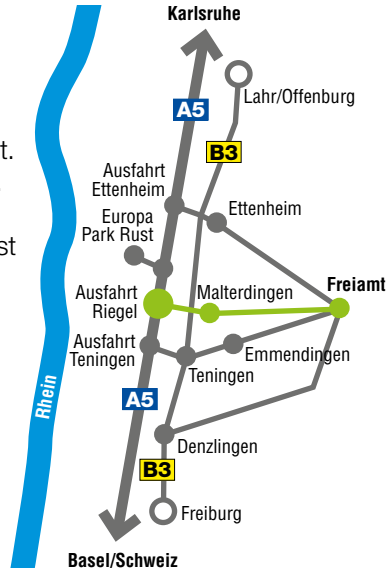 Karlsruhe
Lahr/Offenburg
A5
t.
B3
Ausfahrt
Ettenheim
Ettenheim
Europa
Park Rust
st
Ausfahrt
Riegel
Malterdingen
Freiamt
Ausfahrt
Teningen
Emmendingen
Teningen
A5
Rhein
Denzlingen
B3
Freiburg
Basel/Schweiz